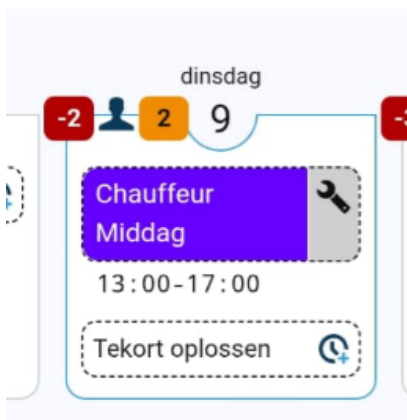 dinsdag
-2 2 9
Chauffeur
Middag
13:00-17:00
Tekort oplossen